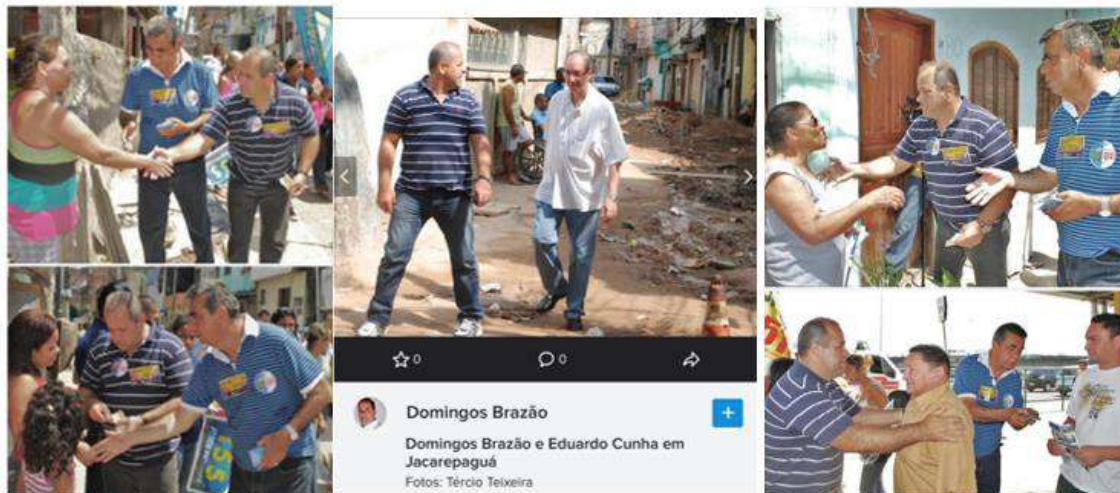 0
0
Domingos Brazão
Domingos Brazão e Eduardo Cunha em
Jacarepaguá
Fotos: Tércio Teixeira